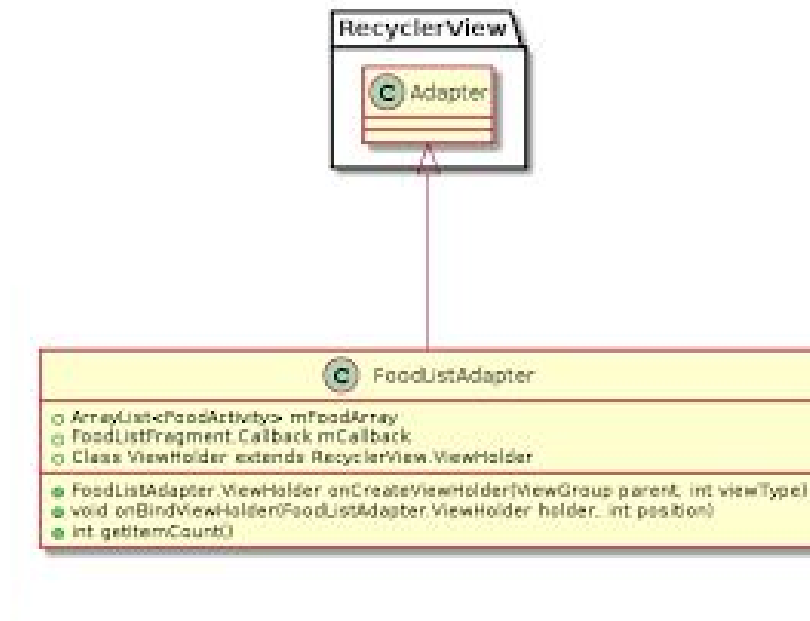 RecyclerView
C Adapter
C FoodListAdapter
ArrayList<FoodActivity> mFoodArray
FoodListFragment.Callback mCallback
Class ViewHolder extends RecyclerView.ViewHolder
FoodListAdapter.ViewHolder onCreateViewHolder(ViewGroup parent, int viewType)
void onBindViewHolder(FoodListAdapter.ViewHolder holder, int position)
int getItemCount()